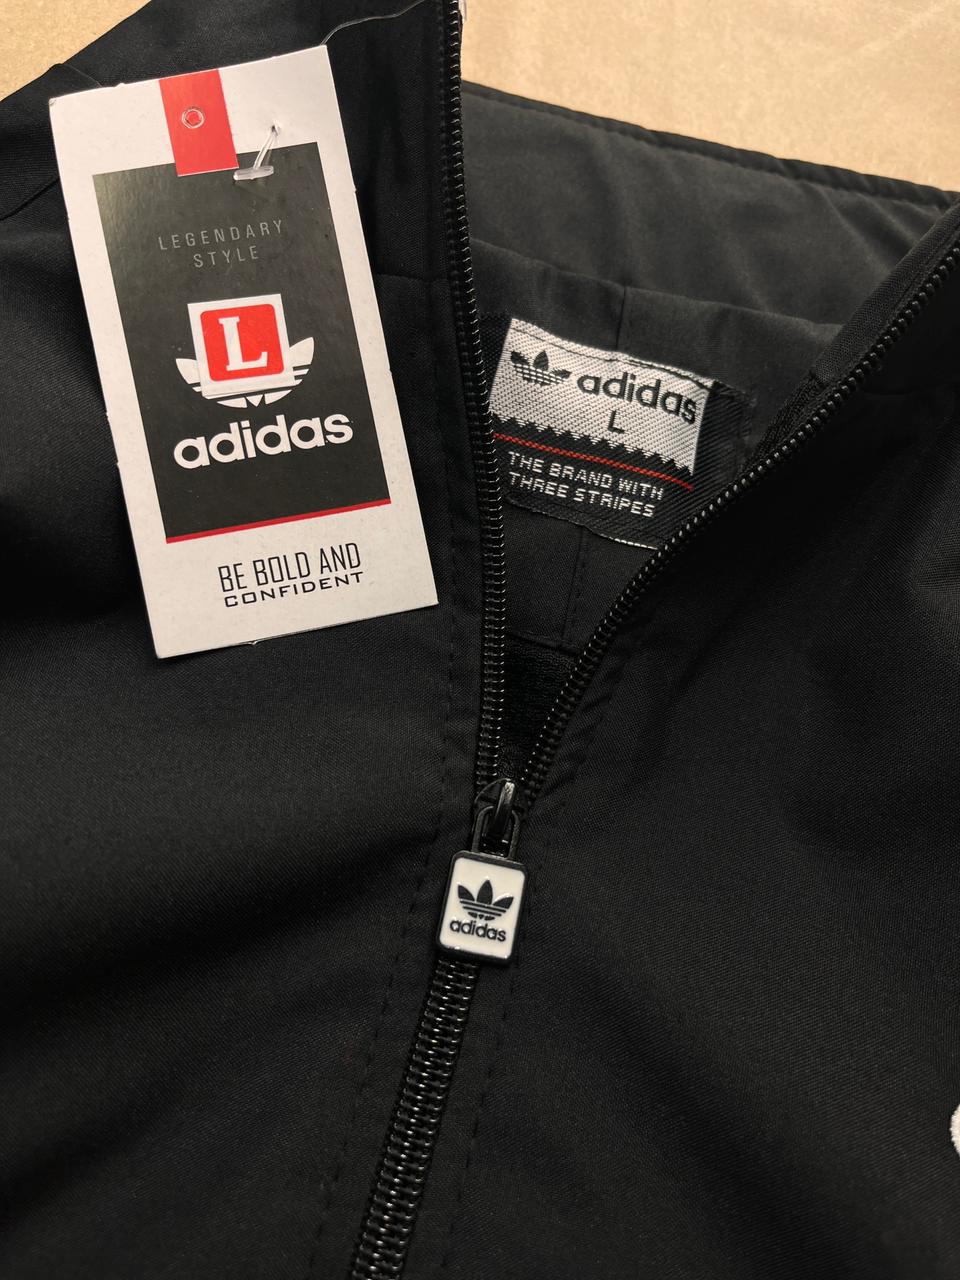 LEGENDARY
STYLE
L
adidas
BE BOLD AND
CONFIDENT
adidas
L
THE BRAND WITH
THREE STRIPES
adidas